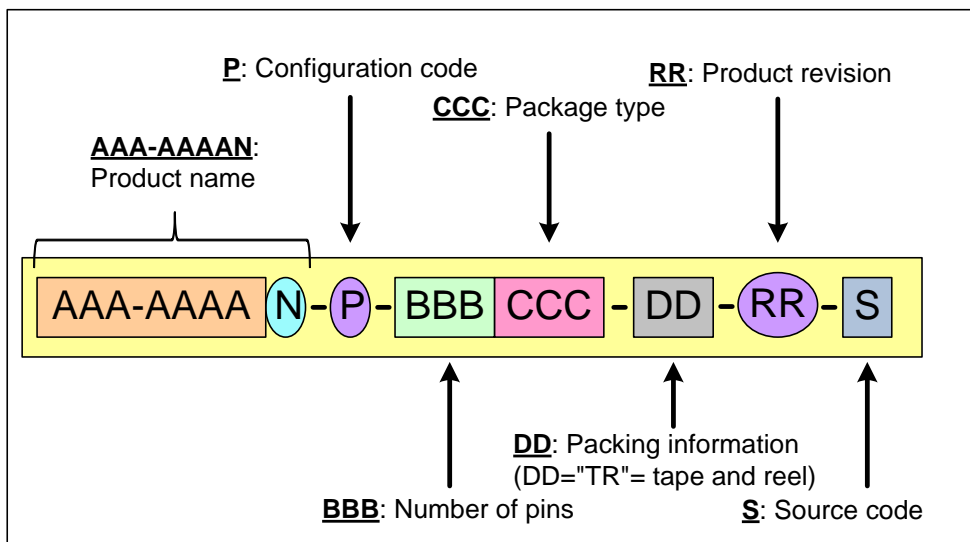 P: Configuration code
RR: Product revision
CCC: Package type
AAA-AAAAN:
Product name
AAA-AAAA N – P – BBB CCC – DD – RR – S
DD: Packing information
(DD="TR"= tape and reel)
BBB: Number of pins
S: Source code